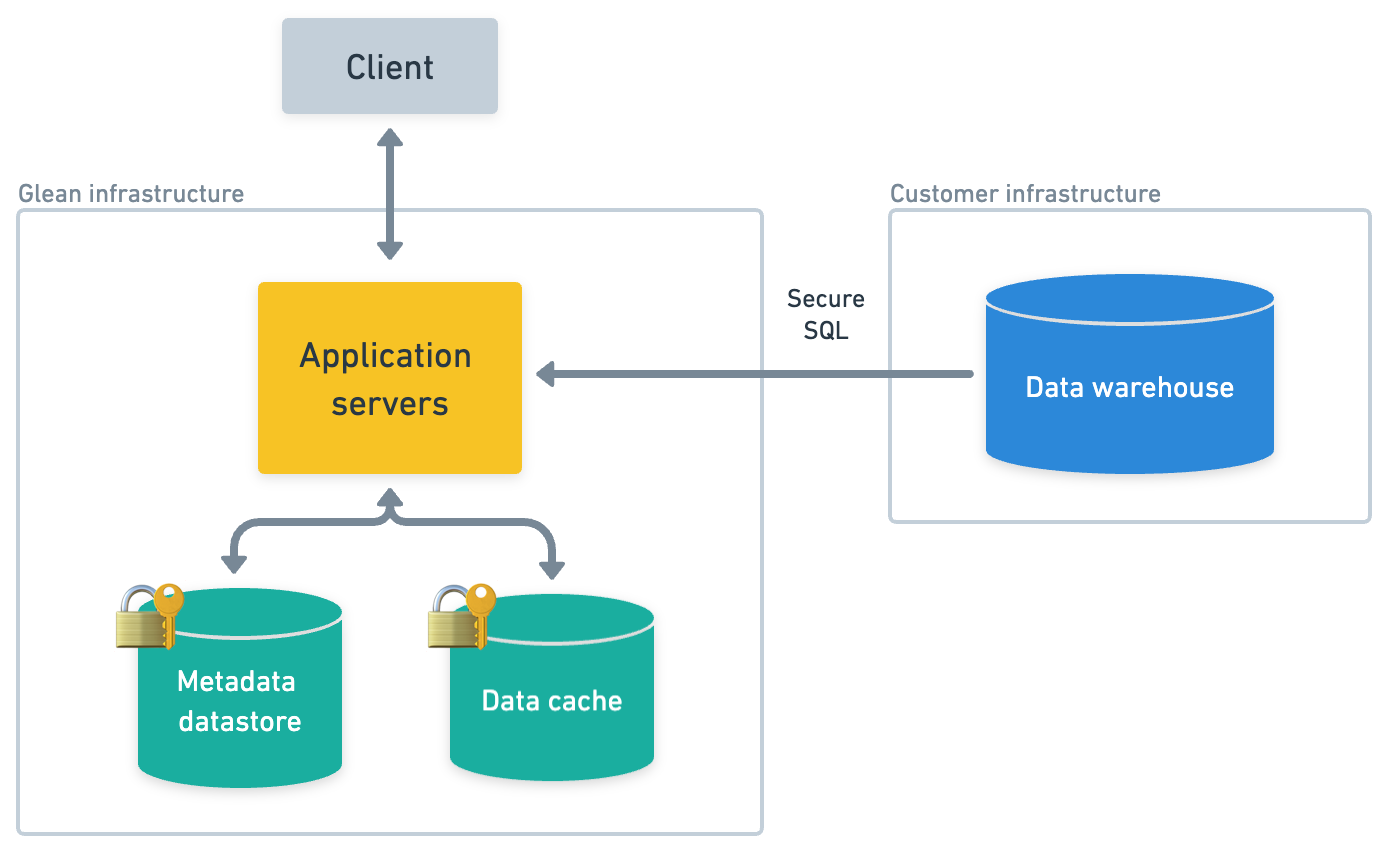 Client
Glean infrastructure
Customer infrastructure
Secure
SQL
Application
servers
Data warehouse
Metadata
datastore
Data cache